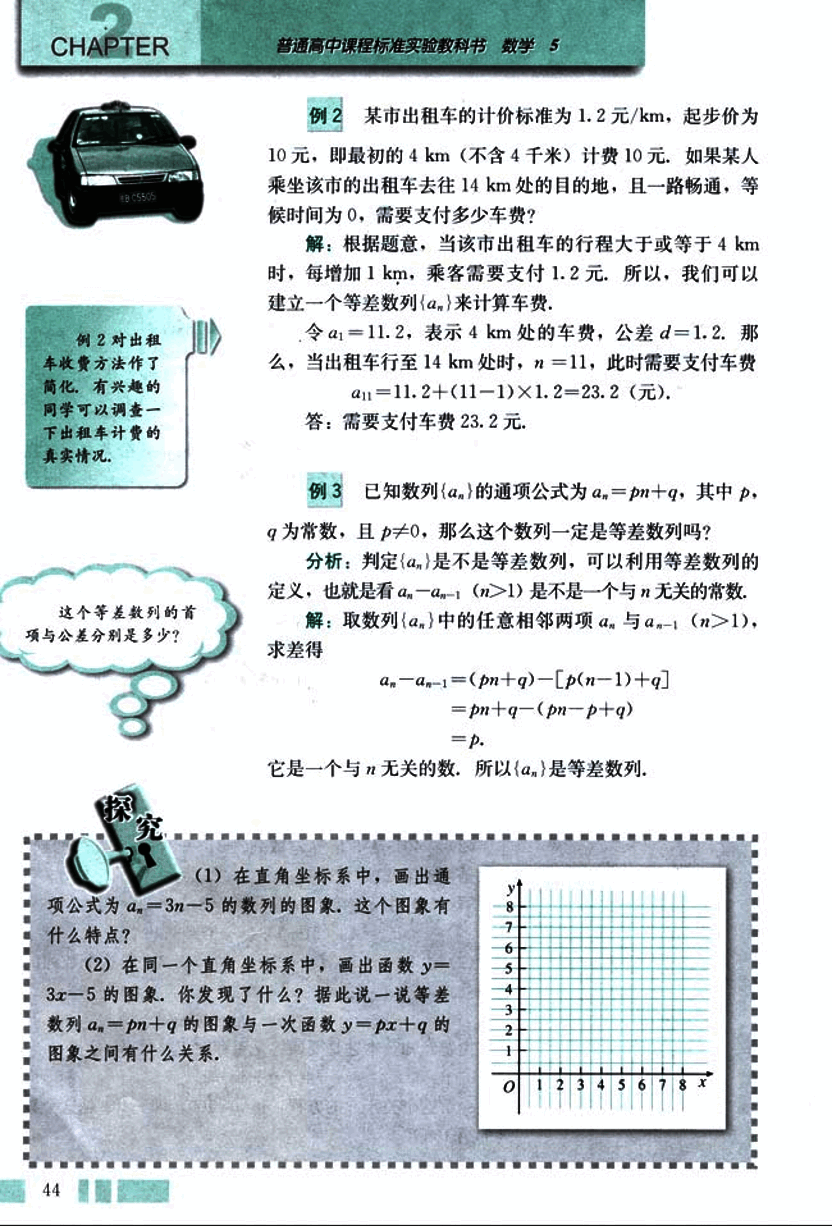 2
CHAPTER
普通高中课程标准实验教科书 数学 5
例 2 某市出租车的计价标准为 1.2 元/km，起步价为
10 元，即最初的 4 km（不含 4 千米）计费 10 元. 如果某人
乘坐该市的出租车去往 14 km 处的目的地，且一路畅通，等
候时间为 0，需要支付多少车费？
解：根据题意，当该市出租车的行程大于或等于 4 km
时，每增加 1 km，乘客需要支付 1.2 元. 所以，我们可以
建立一个等差数列{aₙ}来计算车费.
令 a₁=11.2，表示 4 km 处的车费，公差 d=1.2. 那
么，当出租车行至 14 km 处时，n =11，此时需要支付车费
a₁₁=11.2+(11-1)×1.2=23.2（元）.
答：需要支付车费 23.2 元.
例 2 对出租
车收费方法作了
简化. 有兴趣的
同学可以调查一
下出租车计费的
真实情况.
例 3 已知数列{aₙ}的通项公式为 aₙ=pn+q，其中 p，
q 为常数，且 p≠0，那么这个数列一定是等差数列吗？
分析：判定{aₙ}是不是等差数列，可以利用等差数列的
定义，也就是看 aₙ-aₙ₋₁（n>1）是不是一个与 n 无关的常数.
解：取数列{aₙ}中的任意相邻两项 aₙ 与 aₙ₋₁（n>1），
求差得
aₙ-aₙ₋₁=(pn+q)-[p(n-1)+q]
=pn+q-(pn-p+q)
=p.
它是一个与 n 无关的数. 所以{aₙ}是等差数列.
这个等差数列的首
项与公差分别是多少？
探究
（1）在直角坐标系中，画出通
项公式为 aₙ=3n-5 的数列的图象. 这个图象有
什么特点？
（2）在同一个直角坐标系中，画出函数 y=
3x-5 的图象. 你发现了什么？据此说一说等差
数列 aₙ=pn+q 的图象与一次函数 y=px+q 的
图象之间有什么关系.
y
8
7
6
5
4
3
2
1
O 1 2 3 4 5 6 7 8 x
44